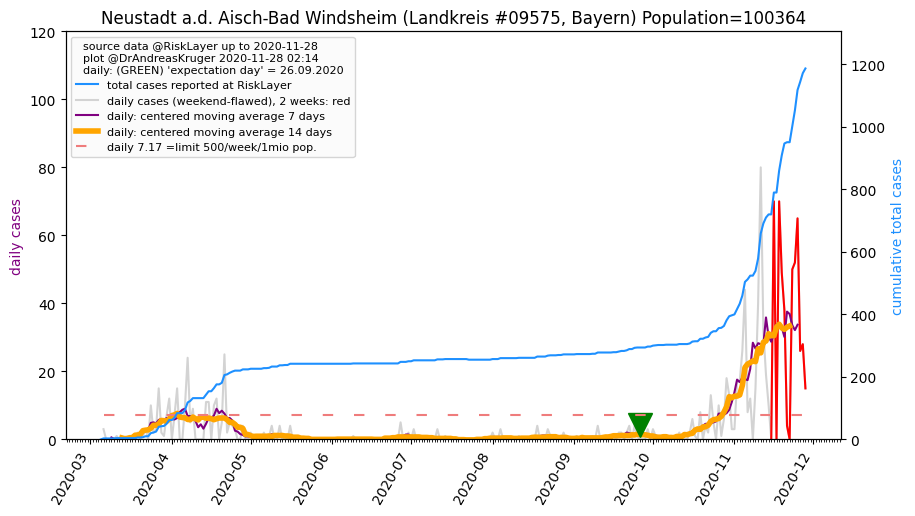 Neustadt a.d. Aisch-Bad Windsheim (Landkreis #09575, Bayern) Population=100364
source data @RiskLayer up to 2020-11-28
plot @DrAndreasKruger 2020-11-28 02:14
daily: (GREEN) 'expectation day' = 26.09.2020
total cases reported at RiskLayer
daily cases (weekend-flawed), 2 weeks: red
daily: centered moving average 7 days
daily: centered moving average 14 days
daily 7.17 =limit 500/week/1mio pop.
daily cases
120
100
80
60
40
20
0
cumulative total cases
1200
1000
800
600
400
200
0
2020-03
2020-04
2020-05
2020-06
2020-07
2020-08
2020-09
2020-10
2020-11
2020-12